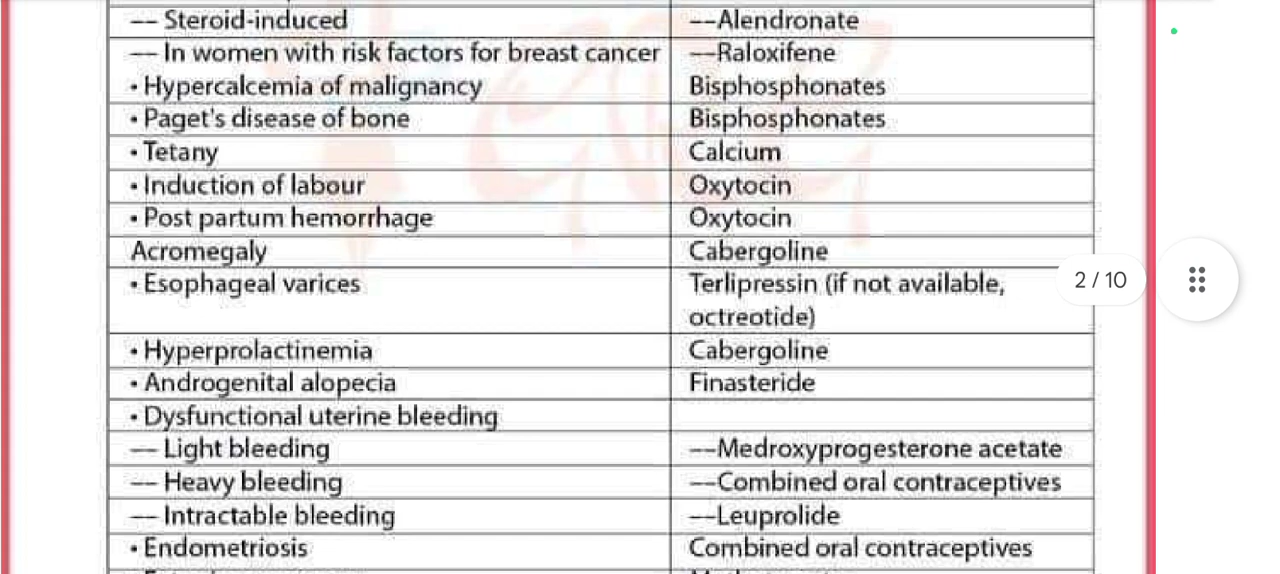 –– Steroid-induced ––Alendronate
–– In women with risk factors for breast cancer ––Raloxifene
• Hypercalcemia of malignancy Bisphosphonates
• Paget's disease of bone Bisphosphonates
• Tetany Calcium
• Induction of labour Oxytocin
• Post partum hemorrhage Oxytocin
Acromegaly Cabergoline
• Esophageal varices Terlipressin (if not available,
octreotide)
2 / 10
• Hyperprolactinemia Cabergoline
• Androgenital alopecia Finasteride
• Dysfunctional uterine bleeding
–– Light bleeding ––Medroxyprogesterone acetate
–– Heavy bleeding ––Combined oral contraceptives
–– Intractable bleeding ––Leuprolide
• Endometriosis Combined oral contraceptives